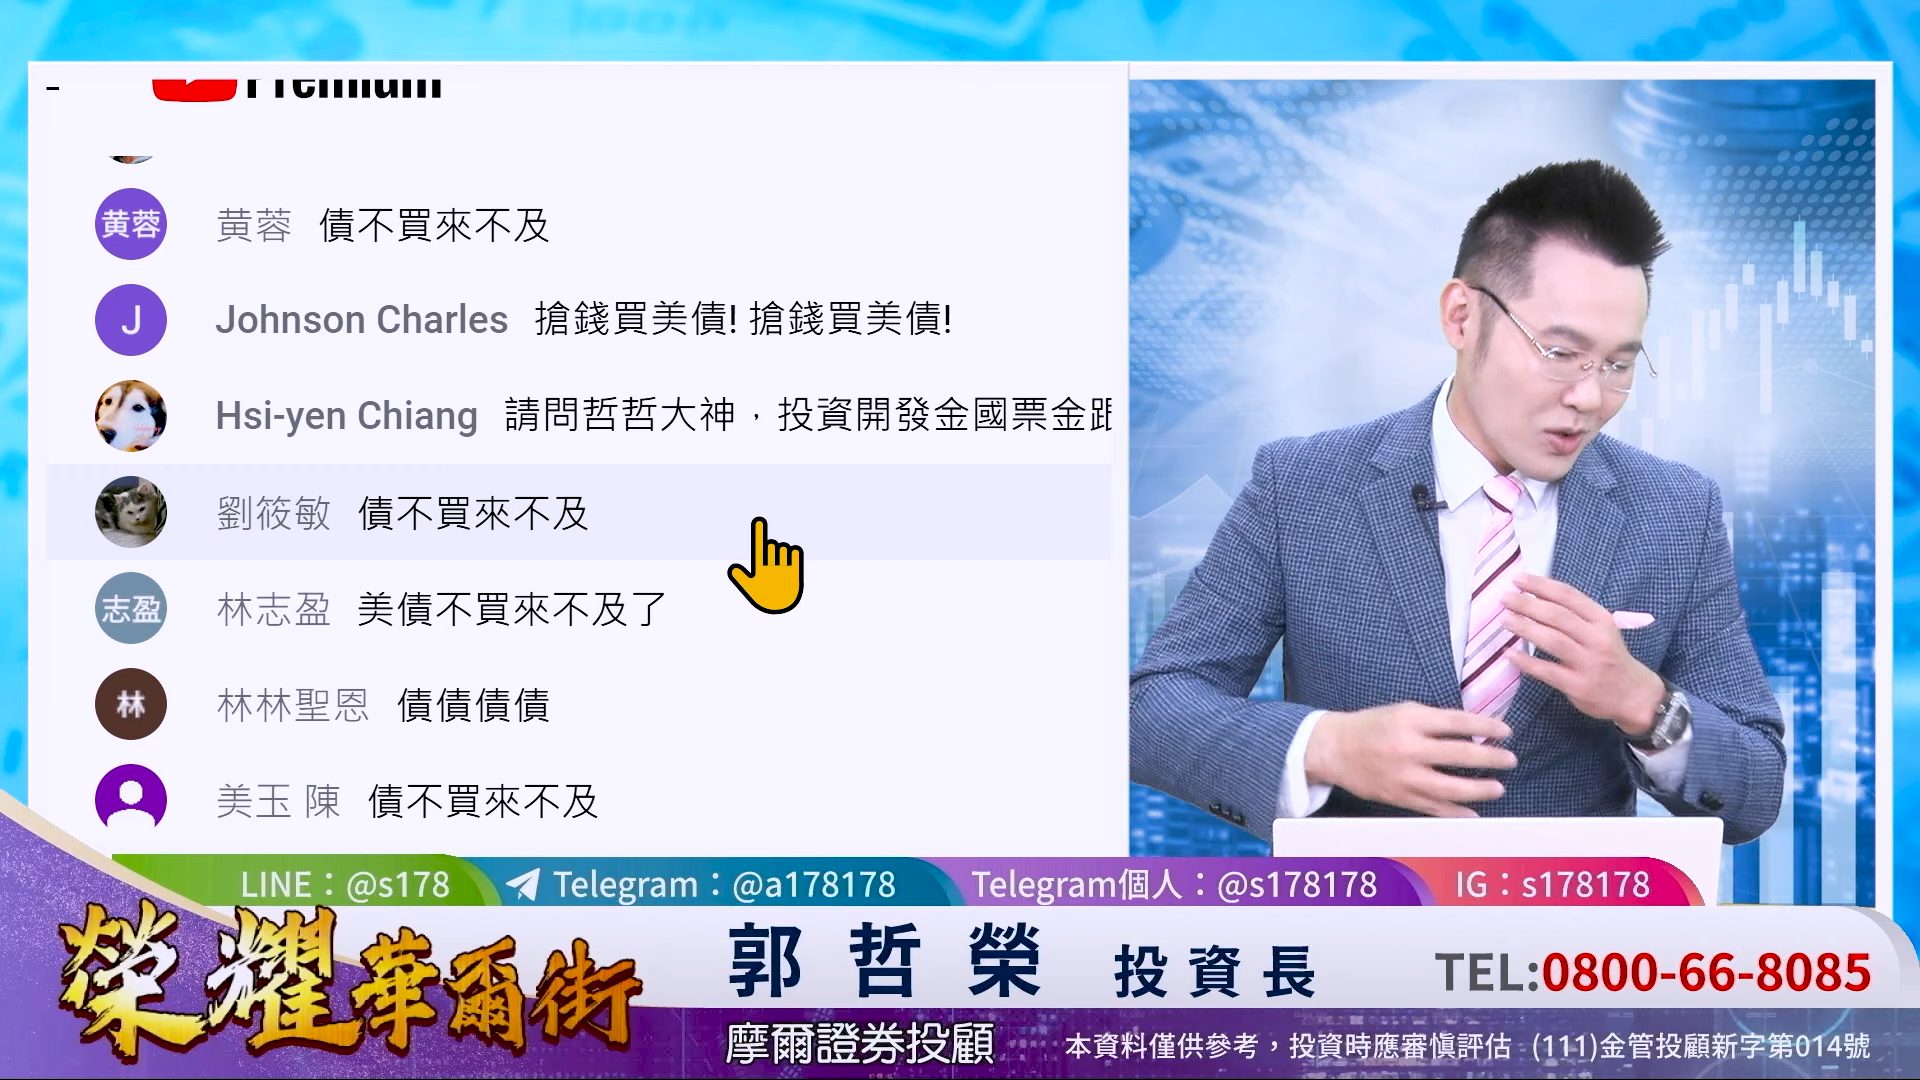 Premium
黄蓉 黄蓉 債不買來不及
J Johnson Charles 搶錢買美債! 搶錢買美債!
Hsi-yen Chiang 請問哲哲大神，投資開發金國票金跟
劉筱敏 債不買來不及
志盈 林志盈 美債不買來不及了
林 林林聖恩 債債債債
美玉 陳 債不買來不及
LINE：@s178 Telegram：@a178178 Telegram個人：@s178178 IG：s178178
榮耀華爾街
郭哲榮 投資長 TEL:0800-66-8085
摩爾證券投顧 本資料僅供參考，投資時應審慎評估 (111)金管投顧新字第014號